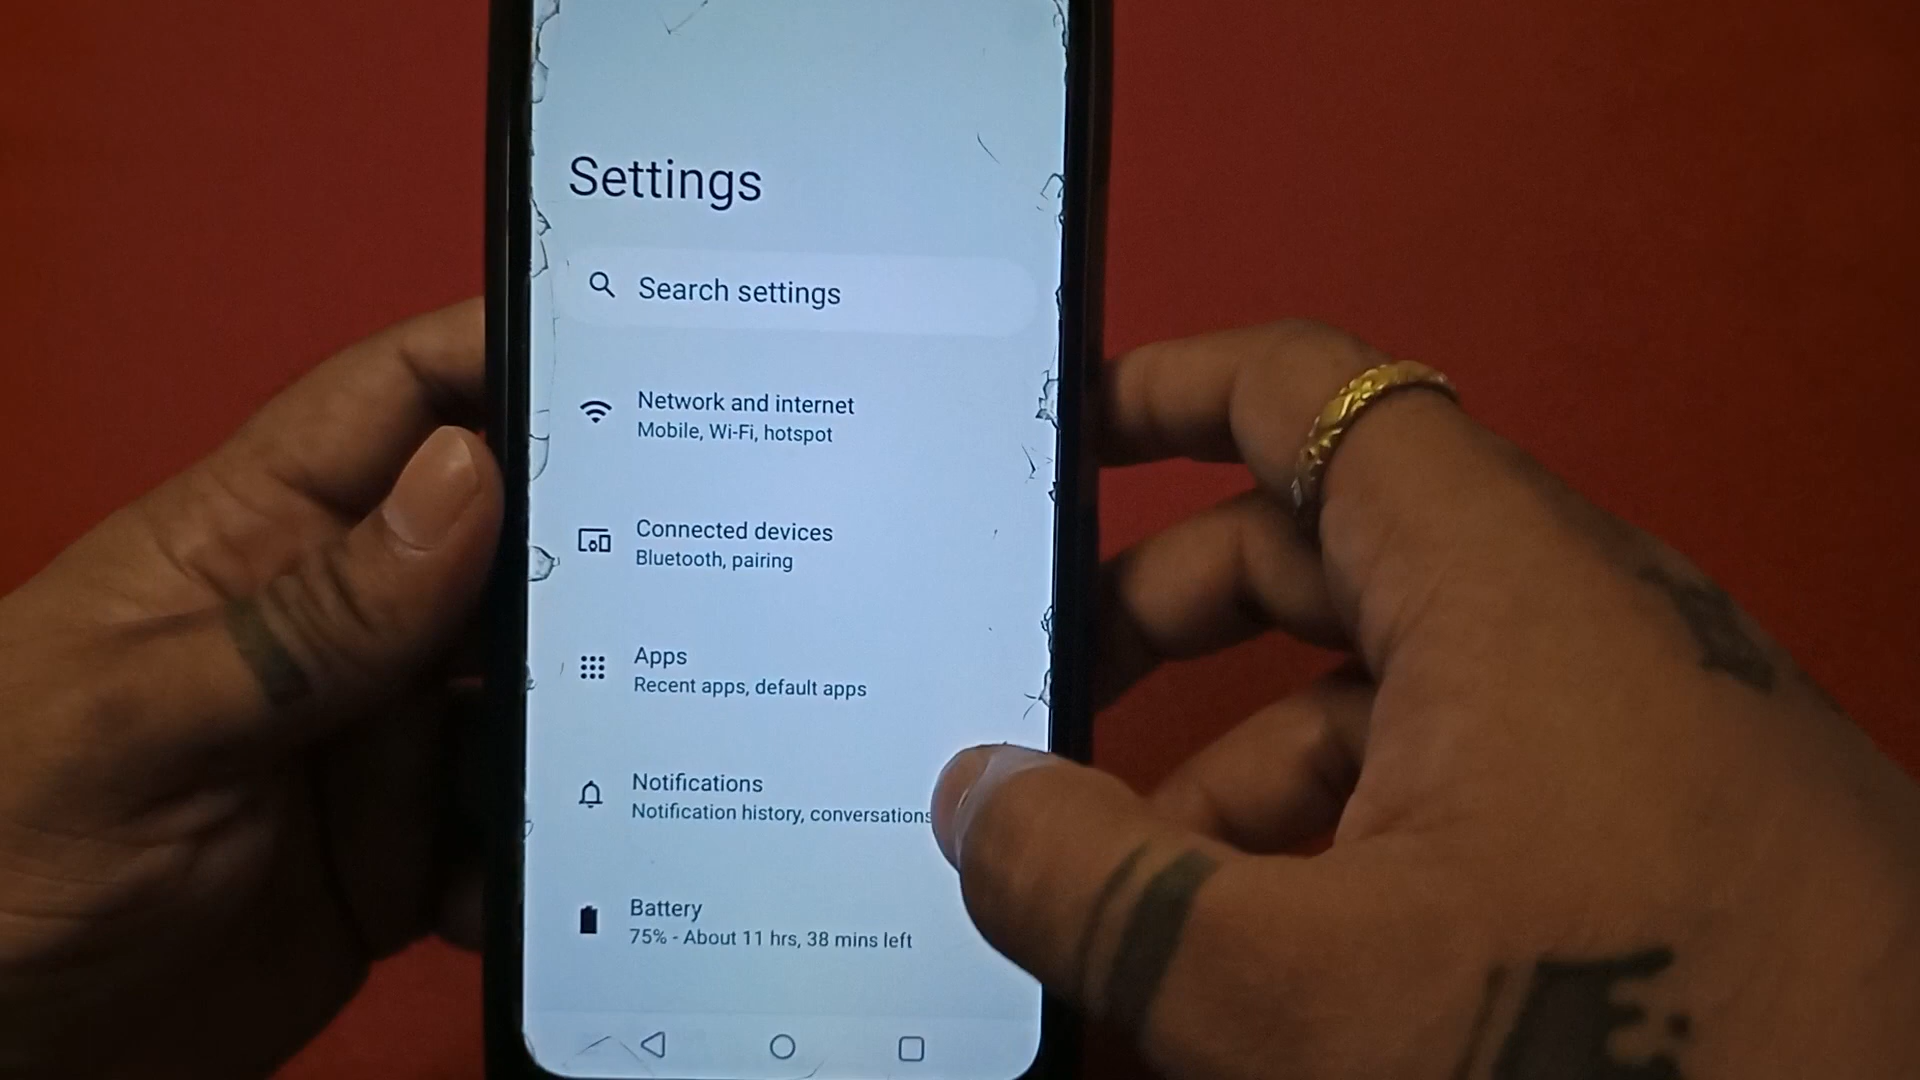 Settings
Search settings
Network and internet
Mobile, Wi-Fi, hotspot
Connected devices
Bluetooth, pairing
Apps
Recent apps, default apps
Notifications
Notification history, conversations
Battery
75% - About 11 hrs, 38 mins left